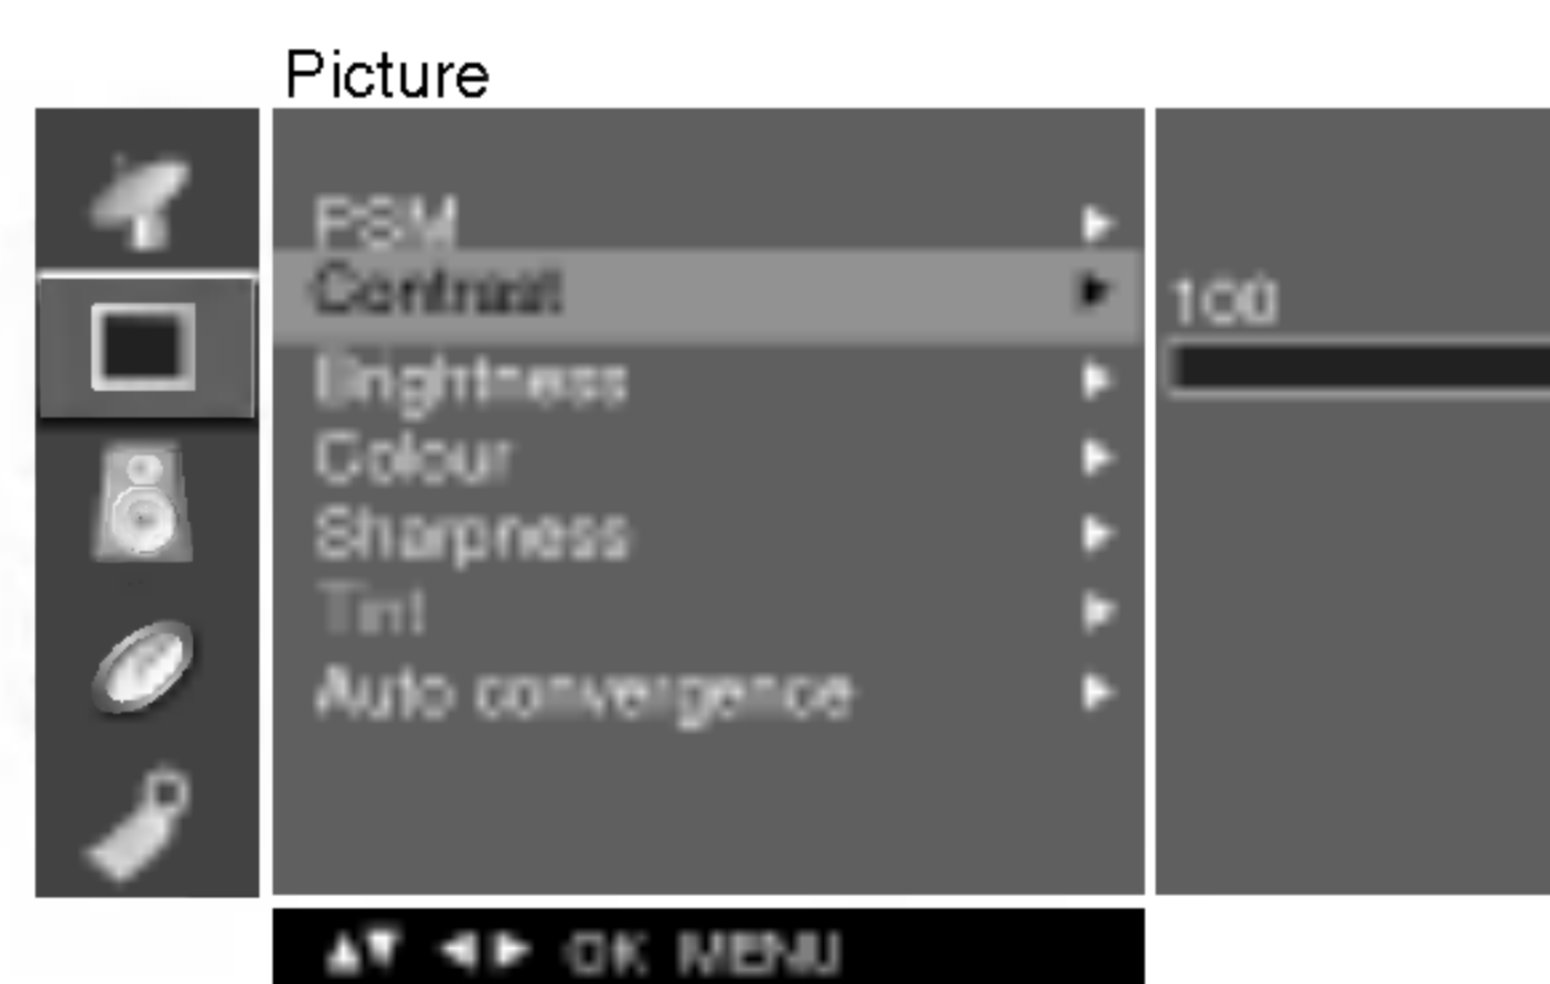 Picture
PSM
Contrast
100
Brightness
Colour
Sharpness
Tint
Auto convergence
OK MENU